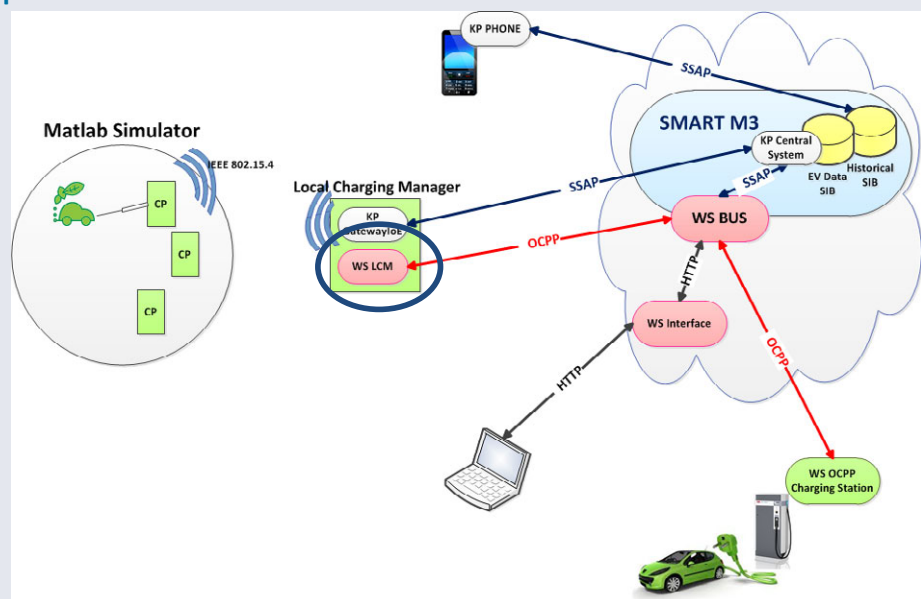 KP PHONE
SSAP
Matlab Simulator
IEEE 802.15.4
CP
CP
CP
Local Charging Manager
KP
GatewayIoE
WS LCM
SSAP
OCPP
SMART M3
KP Central
System
EV Data
SIB
Historical
SIB
SSAP
WS BUS
HTTP
WS Interface
HTTP
OCPP
WS OCPP
Charging Station